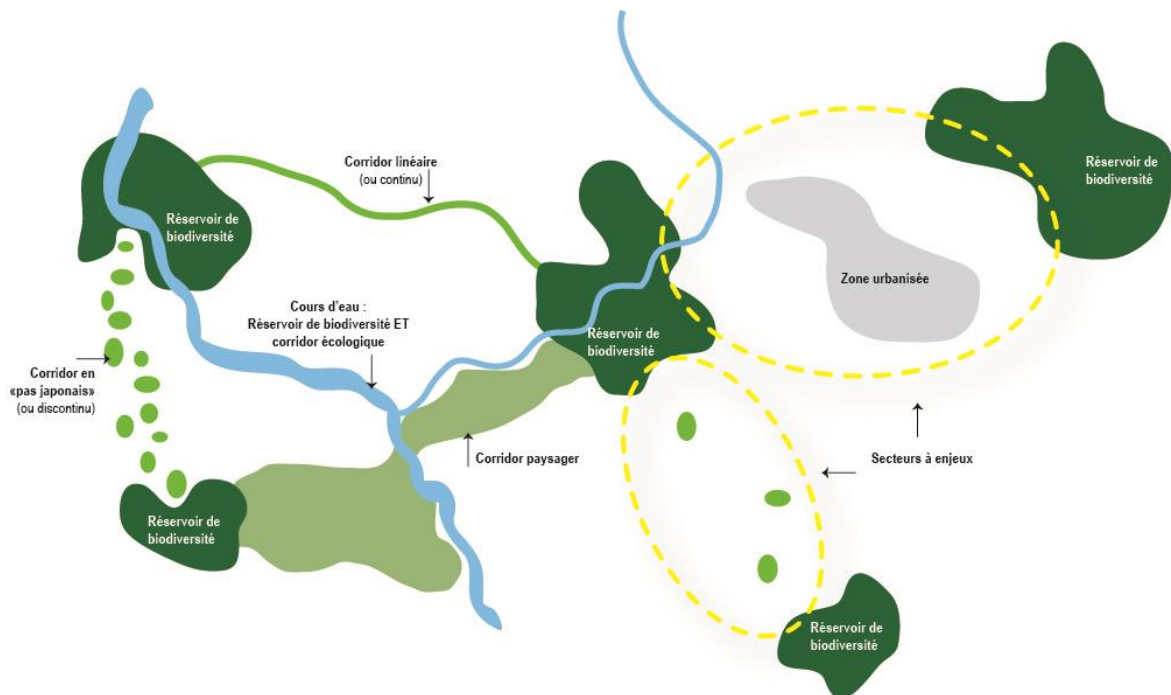 Corridor linéaire
(ou continu)
Réservoir de
biodiversité
Réservoir de
biodiversité
Cours d'eau :
Réservoir de biodiversité ET
corridor écologique
Zone urbanisée
Réservoir de
biodiversité
Corridor en
«pas japonais»
(ou discontinu)
Corridor paysager
Secteurs à enjeux
Réservoir de
biodiversité
Réservoir de
biodiversité